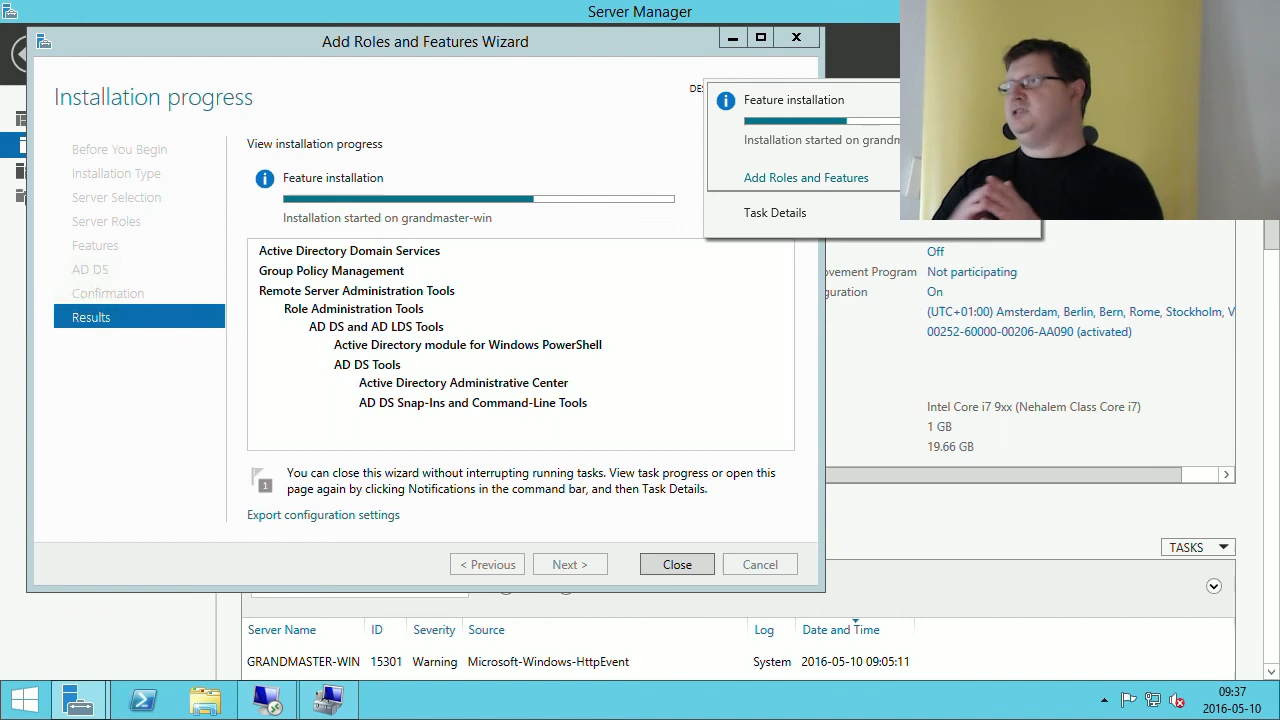 Server Manager
Add Roles and Features Wizard
Installation progress
Before You Begin
Installation Type
Server Selection
Server Roles
Features
AD DS
Confirmation
Results
View installation progress
Feature installation
Installation started on grandmaster-win
Active Directory Domain Services
Group Policy Management
Remote Server Administration Tools
Role Administration Tools
AD DS and AD LDS Tools
Active Directory module for Windows PowerShell
AD DS Tools
Active Directory Administrative Center
AD DS Snap-Ins and Command-Line Tools
1
You can close this wizard without interrupting running tasks. View task progress or open this
page again by clicking Notifications in the command bar, and then Task Details.
Export configuration settings
< Previous
Next >
Close
Cancel
Feature installation
Installation started on
Add Roles and Features
Task Details
Off
Program
Not participating
On
(UTC+01:00) Amsterdam, Berlin, Bern, Rome, Stockholm, V
00252-60000-00206-AA090 (activated)
Intel Core i7 9xx (Nehalem Class Core i7)
1 GB
19.66 GB
TASKS
Server Name ID Severity Source Log Date and Time
GRANDMASTER-WIN 15301 Warning Microsoft-Windows-HttpEvent System 2016-05-10 09:05:11
09:37
2016-05-10